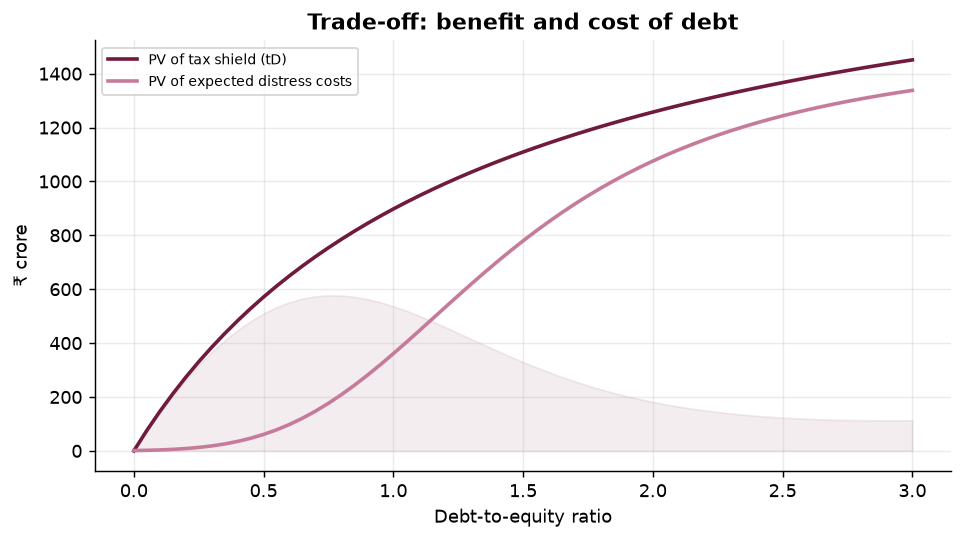 Trade-off: benefit and cost of debt
PV of tax shield (tD)
PV of expected distress costs
1400
1200
1000
800
600
400
200
0
₹ crore
0.0 0.5 1.0 1.5 2.0 2.5 3.0
Debt-to-equity ratio